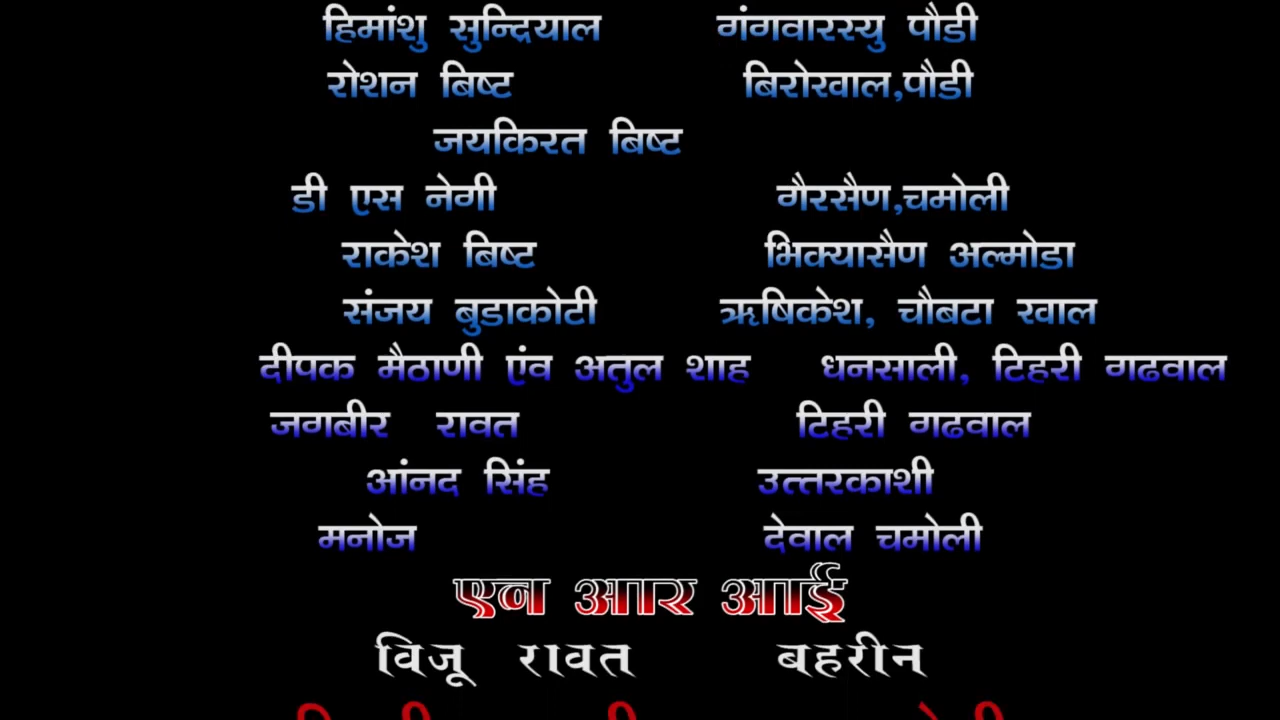 हिमांशु सुन्द्रियाल गंगवारस्यु पौडी
रोशन बिष्ट बिरोखाल,पौडी
जयकिरत बिष्ट
डी एस नेगी गैरसैण,चमोली
राकेश बिष्ट भिक्यासैण अल्मोडा
संजय बुडाकोटी ऋषिकेश, चौबटा खाल
दीपक मैठाणी एंव अतुल शाह धनसाली, टिहरी गढवाल
जगबीर रावत टिहरी गढवाल
आंनद सिंह उत्तरकाशी
मनोज देवाल चमोली
एन आर आई
विजू रावत बहरीन